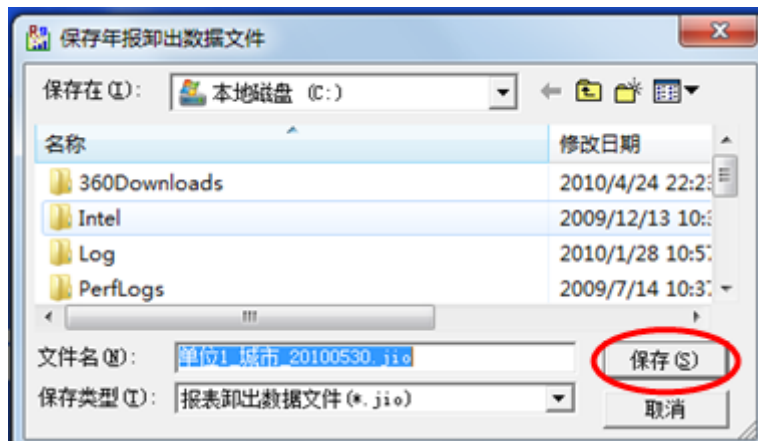 保存年报卸出数据文件
保存在(I):
本地磁盘 (C:)
名称
修改日期
360Downloads
2010/4/24 22:2
Intel
2009/12/13 10:
Log
2010/1/28 10:5
PerfLogs
2009/7/14 10:3
文件名(N):
单位1_城市_20100530.jio
保存(S)
保存类型(T):
报表卸出数据文件(*.jio)
取消